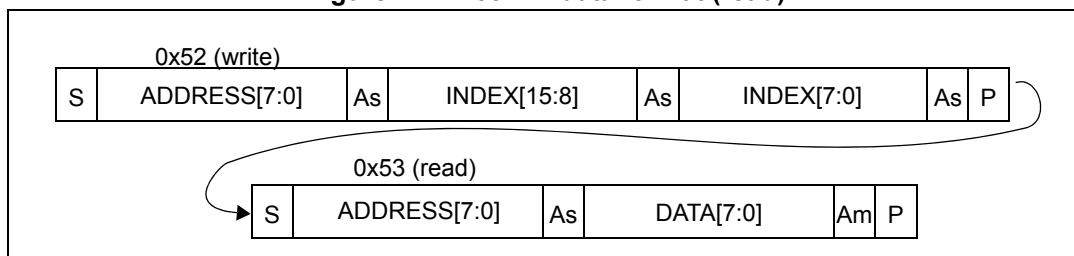 0x52 (write)
S ADDRESS[7:0] As INDEX[15:8] As INDEX[7:0] As P
0x53 (read)
S ADDRESS[7:0] As DATA[7:0] Am P